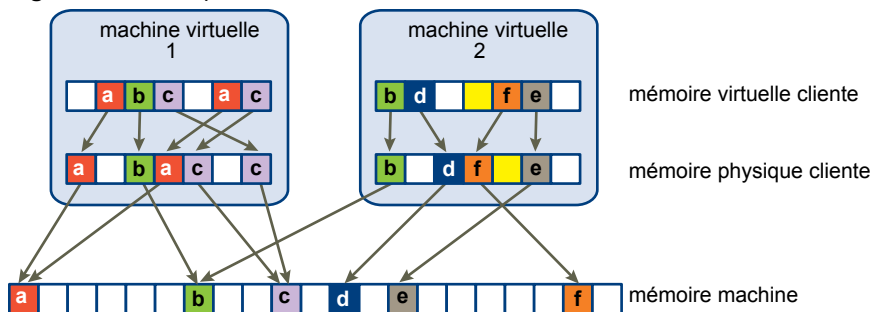 machine virtuelle
1
machine virtuelle
2
a b c a c
b d f e
mémoire virtuelle cliente
a b a c c
b d f e
mémoire physique cliente
a b c d e f
mémoire machine